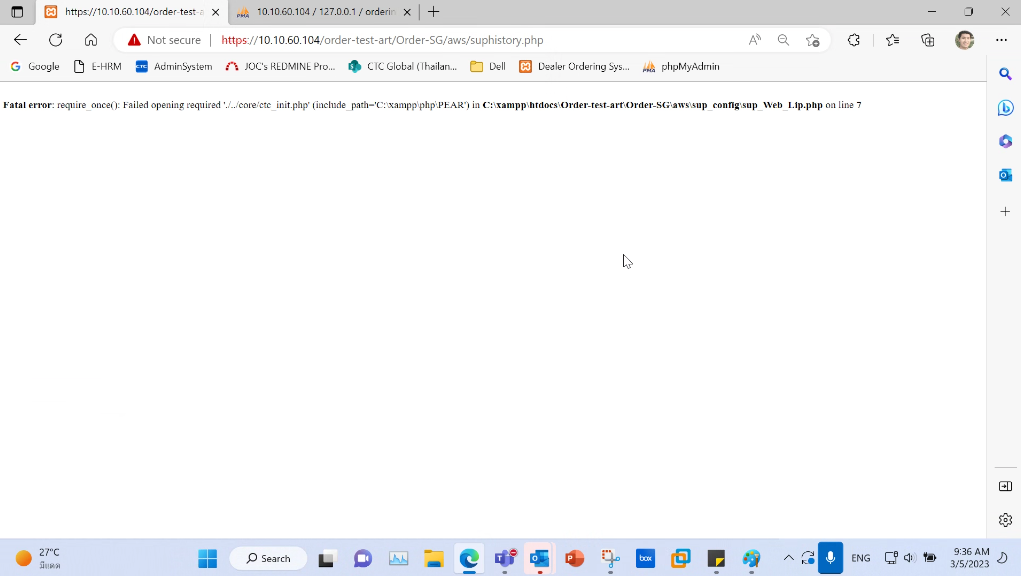 https://10.10.60.104/order-test-a
10.10.60.104 / 127.0.0.1 / orderin
Not secure
https://10.10.60.104/order-test-art/Order-SG/aws/suphistory.php
Google
E-HRM
CTC AdminSystem
JOC's REDMINE Pro...
CTC Global (Thailan...
Dell
Dealer Ordering Sys...
phpMyAdmin
Fatal error: require_once(): Failed opening required './../core/ctc_init.php' (include_path='C:\xampp\php\PEAR') in C:\xampp\htdocs\Order-test-art\Order-SG\aws\sup_config\sup_Web_Lip.php on line 7
27°C
มีแดด
Search
box
ENG
9:36 AM
3/5/2023